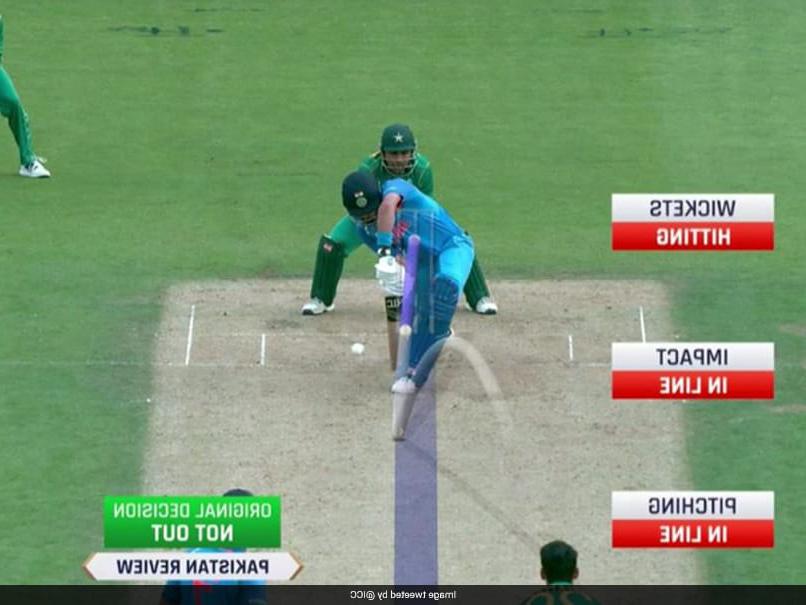 WICKETS
HITTING
IMPACT
IN LINE
PITCHING
IN LINE
ORIGINAL DECISION
NOT OUT
PAKISTAN REVIEW
Image tweeted by @ICC